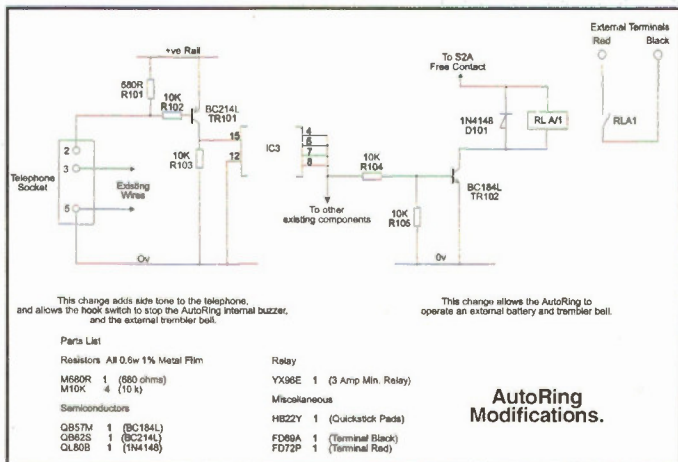 +ve Rail
680R
R101
10K
R102
BC214L
TR101
10K
R103
2
3
5
Telephone
Socket
Existing
Wires
15
12
IC3
4
6
7
8
0v
To other
existing components
10K
R104
10K
R105
BC184L
TR102
0v
To S2A
Free Contact
1N4148
D101
RL A/1
External Terminals
Red
Black
RLA1
This change adds side tone to the telephone,
and allows the hook switch to stop the AutoRing internal buzzer,
and the external trembler bell.
This change allows the AutoRing to
operate an external battery and trembler bell.
Parts List
Resistors All 0.6w 1% Metal Film
M680R 1 (680 ohms)
M10K 4 (10 k)
Semiconductors
QB57M 1 (BC184L)
QB62S 1 (BC214L)
QL80B 1 (1N4148)
Relay
YX96E 1 (3 Amp Min. Relay)
Miscellaneous
HB22Y 1 (Quickstick Pads)
FD69A 1 (Terminal Black)
FD72P 1 (Terminal Red)
AutoRing
Modifications.